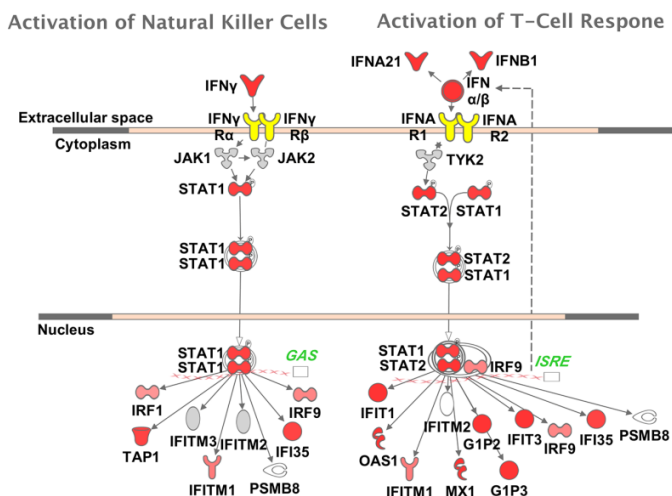 Activation of Natural Killer Cells
Activation of T-Cell Respone
IFNA21
IFNB1
IFNγ
IFN
α/β
Extracellular space
IFNγ
Rα
IFNγ
Rβ
IFNA
R1
IFNA
R2
Cytoplasm
JAK1
JAK2
TYK2
STAT1
STAT2
STAT1
STAT1
STAT1
STAT2
STAT1
Nucleus
STAT1
STAT1
GAS
STAT1
STAT2
IRF9
ISRE
IRF1
IFITM3
IFITM2
IRF9
IFI35
TAP1
IFITM1
PSMB8
IFIT1
IFITM2
G1P2
IFIT3
IRF9
IFI35
PSMB8
OAS1
IFITM1
MX1
G1P3